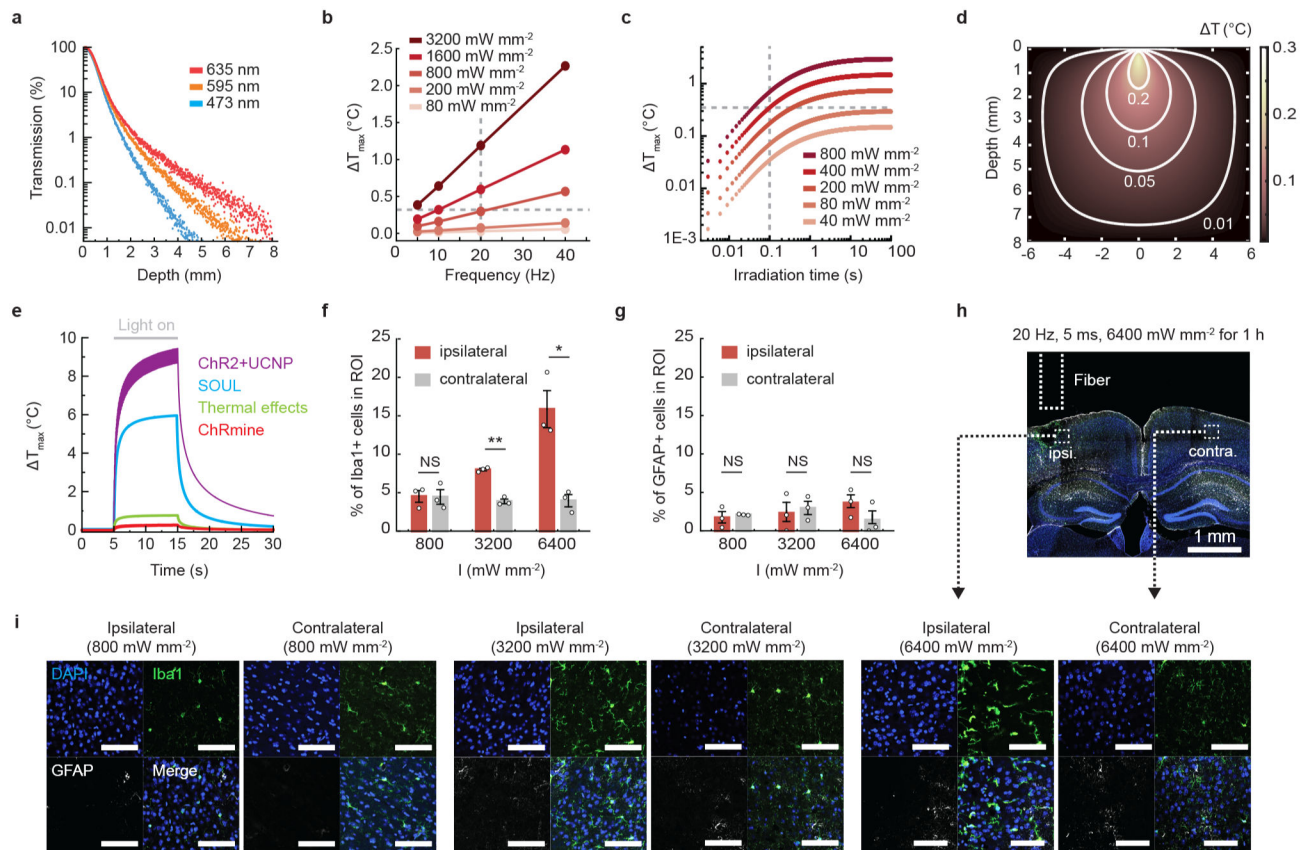 a
Transmission (%)
100
10
1
0.1
0.01
635 nm
595 nm
473 nm
0 1 2 3 4 5 6 7 8
Depth (mm)
b
ΔTmax (°C)
3200 mW mm-2
1600 mW mm-2
800 mW mm-2
200 mW mm-2
80 mW mm-2
2.5
2.0
1.5
1.0
0.5
0.0
10 20 30 40
Frequency (Hz)
c
ΔTmax (°C)
1
0.1
0.01
1E-3
800 mW mm-2
400 mW mm-2
200 mW mm-2
80 mW mm-2
40 mW mm-2
0.01 0.1 1 10 100
Irradiation time (s)
d
ΔT (°C)
Depth (mm)
0
1
2
3
4
5
6
7
8
0.2
0.1
0.05
0.01
-6 -4 -2 0 2 4 6
0.3
0.2
0.1
e
ΔTmax (°C)
Light on
10
8
6
4
2
0
ChR2+UCNP
SOUL
Thermal effects
ChRmine
0 5 10 15 20 25 30
Time (s)
f
% of Iba1+ cells in ROI
25
20
15
10
5
0
ipsilateral
contralateral
NS
**
*
800 3200 6400
I (mW mm-2)
g
% of GFAP+ cells in ROI
25
20
15
10
5
0
ipsilateral
contralateral
NS NS NS
800 3200 6400
I (mW mm-2)
h
20 Hz, 5 ms, 6400 mW mm-2 for 1 h
Fiber
ipsi.
contra.
1 mm
i
Ipsilateral
(800 mW mm-2)
Contralateral
(800 mW mm-2)
Ipsilateral
(3200 mW mm-2)
Contralateral
(3200 mW mm-2)
Ipsilateral
(6400 mW mm-2)
Contralateral
(6400 mW mm-2)
DAPI
Iba1
GFAP
Merge